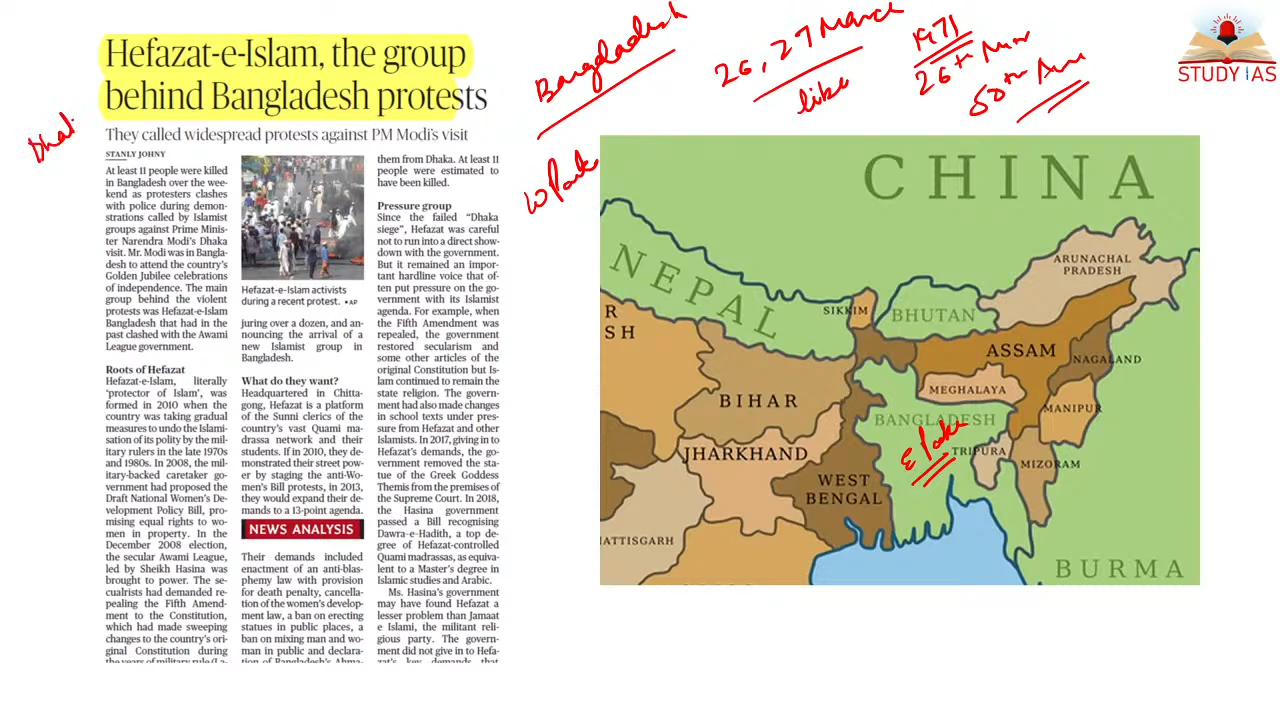 Hefazat-e-Islam, the group
behind Bangladesh protests
They called widespread protests against PM Modi's visit
STANLY JOHNY
At least 11 people were killed
in Bangladesh over the wee-
kend as protesters clashes
with police during demon-
strations called by Islamist
groups against Prime Minis-
ter Narendra Modi's Dhaka
visit. Mr. Modi was in Bangla-
desh to attend the country's
Golden Jubilee celebrations
of independence. The main
group behind the violent
protests was Hefazat-e-Islam
Bangladesh that had in the
past clashed with the Awami
League government.
Roots of Hefazat
Hefazat-e-Islam, literally
'protector of Islam', was
formed in 2010 when the
country was taking gradual
measures to undo the Islami-
sation of its polity by the mil-
itary rulers in the late 1970s
and 1980s. In 2008, the mil-
itary-backed caretaker go-
vernment had proposed the
Draft National Women's De-
velopment Policy Bill, pro-
mising equal rights to wo-
men in property. In the
December 2008 election,
the secular Awami League,
led by Sheikh Hasina was
brought to power. The se-
cualrists had demanded re-
pealing the Fifth Amend-
ment to the Constitution,
which had made sweeping
changes to the country's ori-
ginal Constitution during
the years of military rule (La-
Hefazat-e-Islam activists
during a recent protest. •AP
juring over a dozen, and an-
nouncing the arrival of a
new Islamist group in
Bangladesh.
What do they want?
Headquartered in Chitta-
gong, Hefazat is a platform
of the Sunni clerics of the
country's vast Quami ma-
drassa network and their
students. If in 2010, they de-
monstrated their street pow-
er by staging the anti-Wo-
men's Bill protests, in 2013,
they would expand their de-
mands to a 13-point agenda.
NEWS ANALYSIS
Their demands included
enactment of an anti-blas-
phemy law with provision
for death penalty, cancella-
tion of the women's develop-
ment law, a ban on erecting
statues in public places, a
ban on mixing man and wo-
man in public and declara-
tion of Bangladesh's Ahma-
them from Dhaka. At least 11
people were estimated to
have been killed.
Pressure group
Since the failed "Dhaka
siege", Hefazat was careful
not to run into a direct show-
down with the government.
But it remained an impor-
tant hardline voice that of-
ten put pressure on the go-
vernment with its Islamist
agenda. For example, when
the Fifth Amendment was
repealed, the government
restored secularism and
some other articles of the
original Constitution but Is-
lam continued to remain the
state religion. The govern-
ment had also made changes
in school texts under pres-
sure from Hefazat and other
Islamists. In 2017, giving in to
Hefazat's demands, the go-
vernment removed the sta-
tue of the Greek Goddess
Themis from the premises of
the Supreme Court. In 2018,
the Hasina government
passed a Bill recognising
Dawra-e-Hadith, a top de-
gree of Hefazat-controlled
Quami madrassas, as equiva-
lent to a Master's degree in
Islamic studies and Arabic.
Ms. Hasina's government
may have found Hefazat a
lesser problem than Jamaat
e Islami, the militant reli-
gious party. The govern-
ment did not give in to Hefa-
zat's key demands that
Bangladesh
26, 27 March
like
1971
26th Mar
50th
W Pak
STUDY IAS
CHINA
NEPAL
SIKKIM
BHUTAN
ARUNACHAL
PRADESH
R
SH
ASSAM
NAGALAND
BIHAR
MEGHALAYA
BANGLADESH
MANIPUR
E Pak
JHARKHAND
TRIPURA
MIZORAM
WEST
BENGAL
HATTISGARH
BURMA